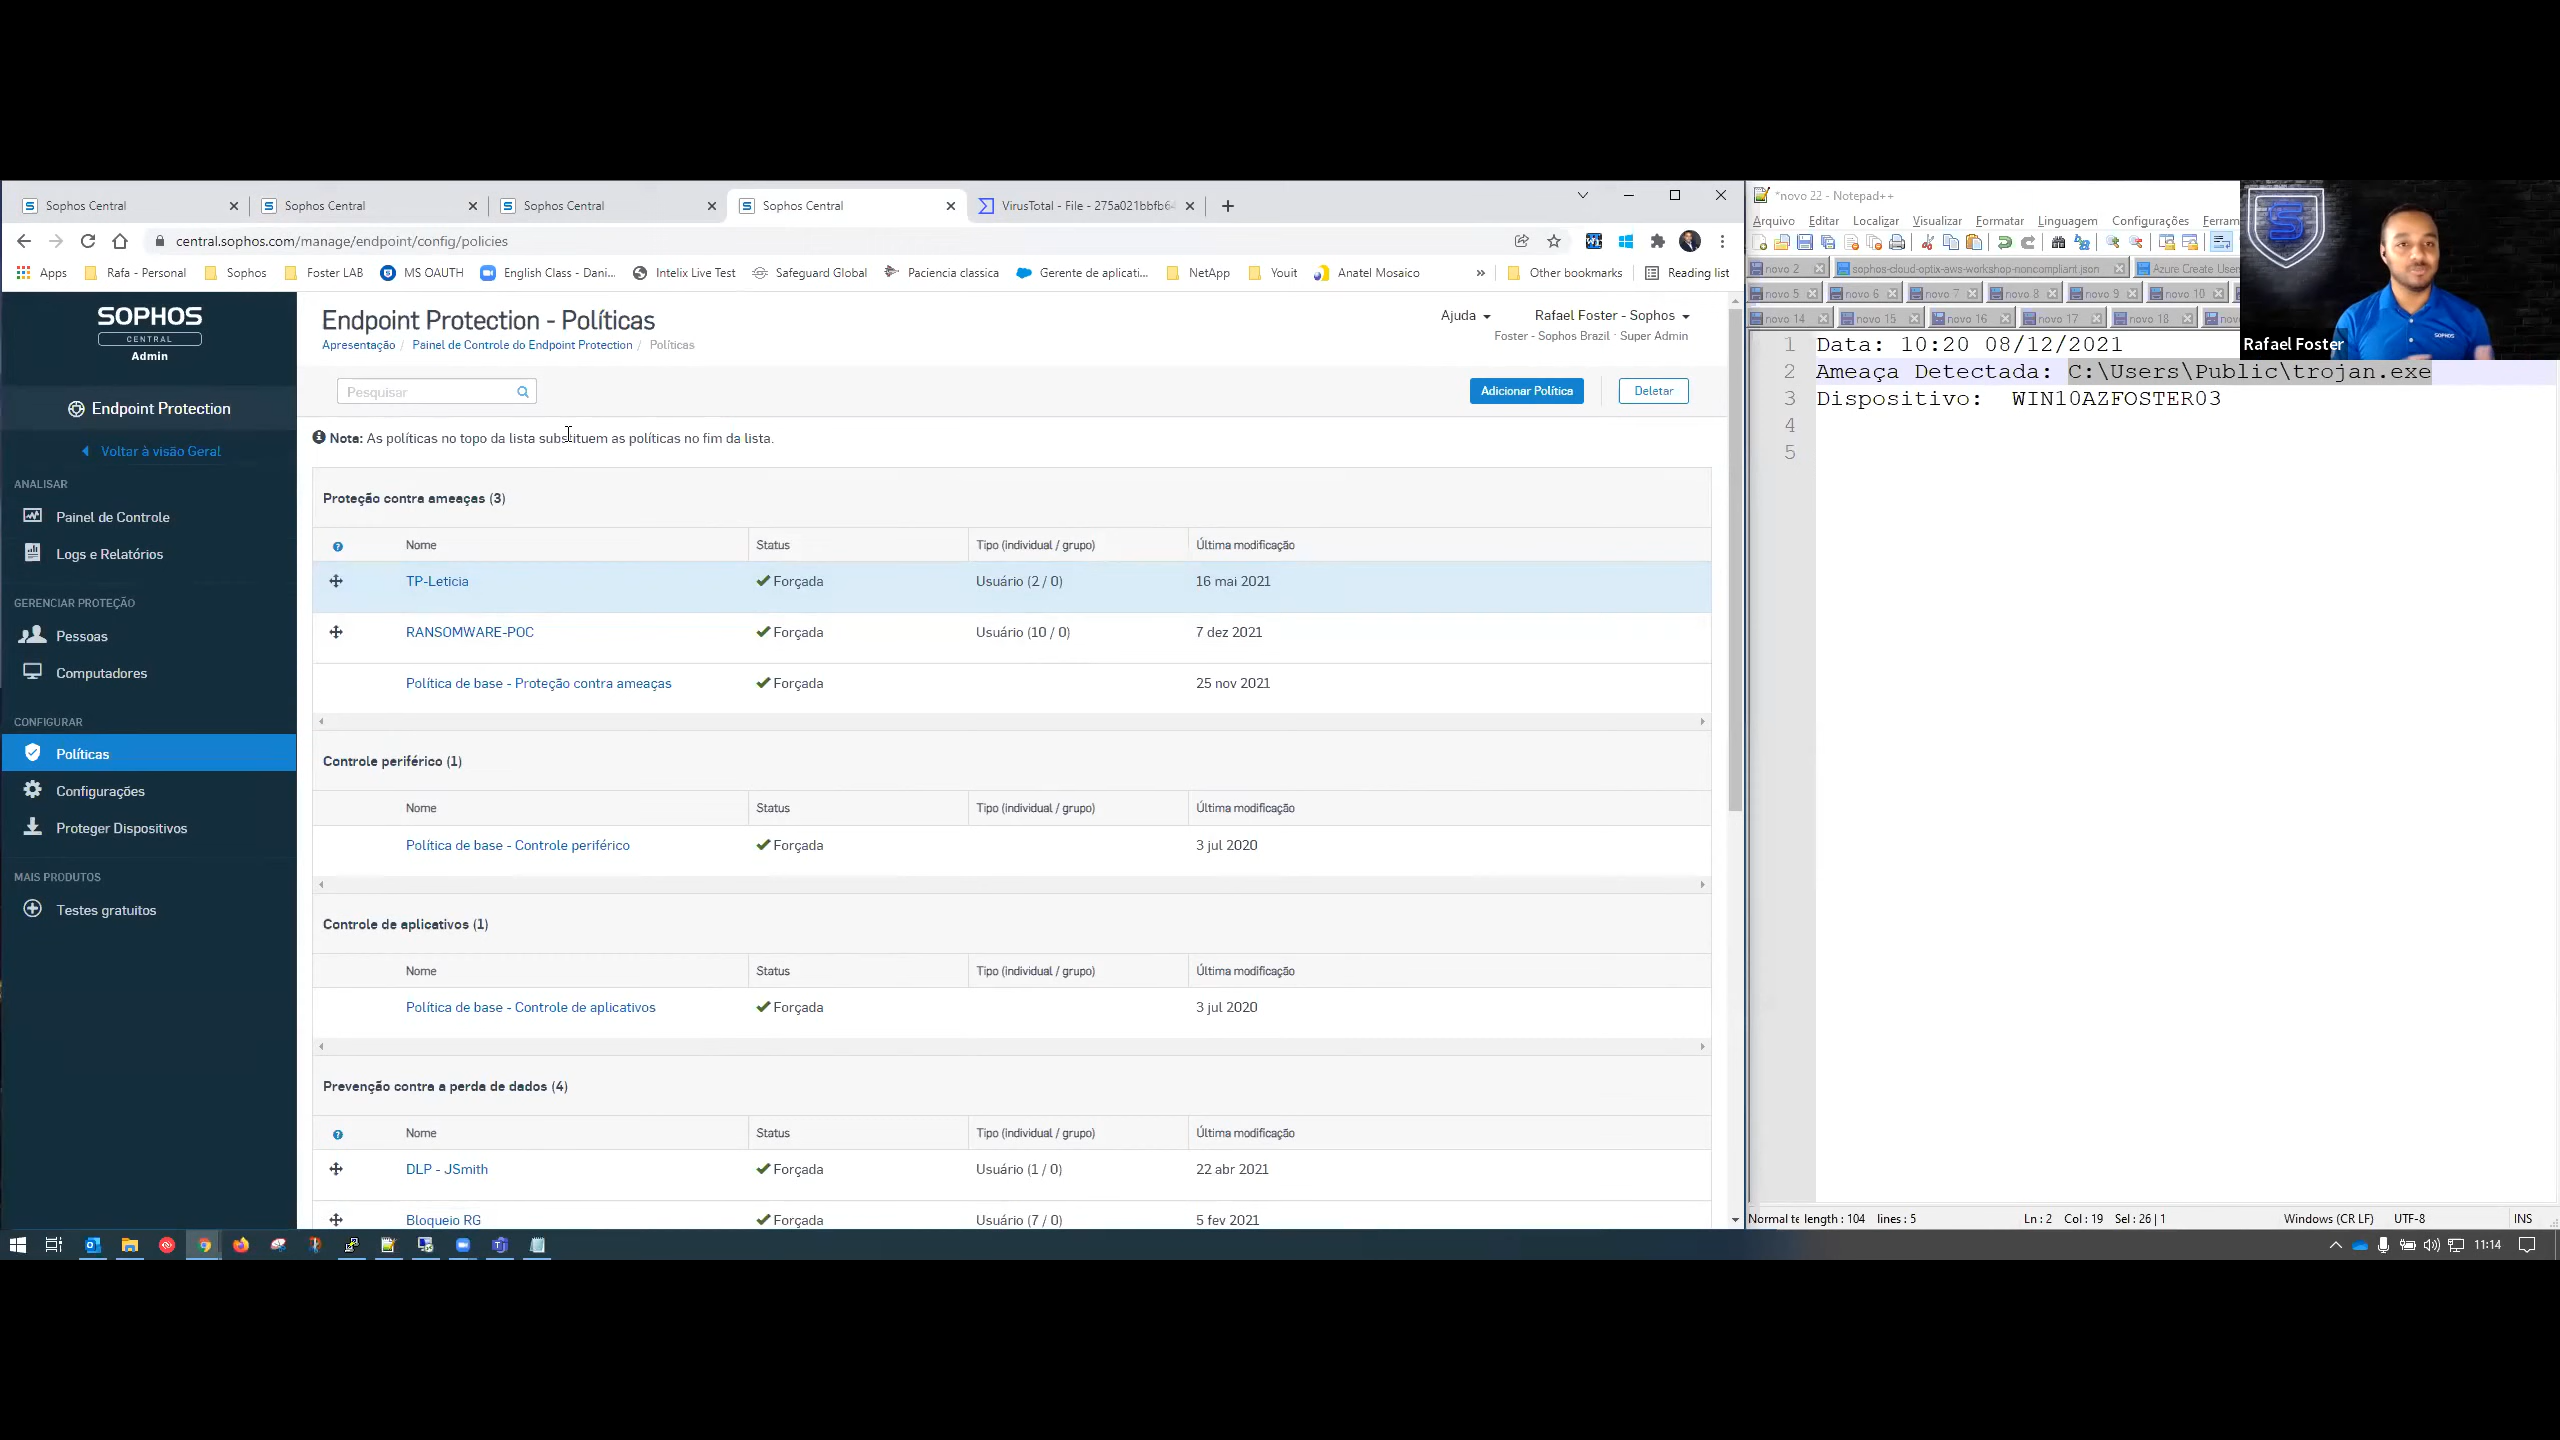 Sophos Central
Sophos Central
Sophos Central
Sophos Central
VirusTotal - File - 275a021bbfb64
central.sophos.com/manage/endpoint/config/policies
Apps
Rafa - Personal
Sophos
Foster LAB
MS OAUTH
English Class - Dani...
Intelix Live Test
Safeguard Global
Paciencia classica
Gerente de aplicati...
NetApp
Youit
Anatel Mosaico
»
Other bookmarks
Reading list
SOPHOS
CENTRAL
Admin
Endpoint Protection
Voltar à visão Geral
ANALISAR
Painel de Controle
Logs e Relatórios
GERENCIAR PROTEÇÃO
Pessoas
Computadores
CONFIGURAR
Políticas
Configurações
Proteger Dispositivos
MAIS PRODUTOS
Testes gratuitos
Endpoint Protection - Políticas
Apresentação / Painel de Controle do Endpoint Protection / Políticas
Ajuda
Rafael Foster - Sophos
Foster - Sophos Brazil · Super Admin
Pesquisar
Adicionar Política
Deletar
Nota: As políticas no topo da lista substituem as políticas no fim da lista.
Proteção contra ameaças (3)
Nome Status Tipo (individual / grupo) Última modificação
TP-Leticia Forçada Usuário (2 / 0) 16 mai 2021
RANSOMWARE-POC Forçada Usuário (10 / 0) 7 dez 2021
Política de base - Proteção contra ameaças Forçada 25 nov 2021
Controle periférico (1)
Nome Status Tipo (individual / grupo) Última modificação
Política de base - Controle periférico Forçada 3 jul 2020
Controle de aplicativos (1)
Nome Status Tipo (individual / grupo) Última modificação
Política de base - Controle de aplicativos Forçada 3 jul 2020
Prevenção contra a perda de dados (4)
Nome Status Tipo (individual / grupo) Última modificação
DLP - JSmith Forçada Usuário (1 / 0) 22 abr 2021
Bloqueio RG Forçada Usuário (7 / 0) 5 fev 2021
*novo 22 - Notepad++
Arquivo Editar Localizar Visualizar Formatar Linguagem Configurações Ferram
novo 2 sophos-cloud-optix-aws-workshop-noncompliant.json Azure Create Users
novo 5 novo 6 novo 7 novo 8 novo 9 novo 10
novo 14 novo 15 novo 16 novo 17 novo 18 nov
1 Data: 10:20 08/12/2021
2 Ameaça Detectada: C:\Users\Public\trojan.exe
3 Dispositivo: WIN10AZFOSTER03
4
5
SOPHOS
Rafael Foster
Normal te length : 104 lines : 5 Ln : 2 Col : 19 Sel : 26 | 1 Windows (CR LF) UTF-8 INS
11:14